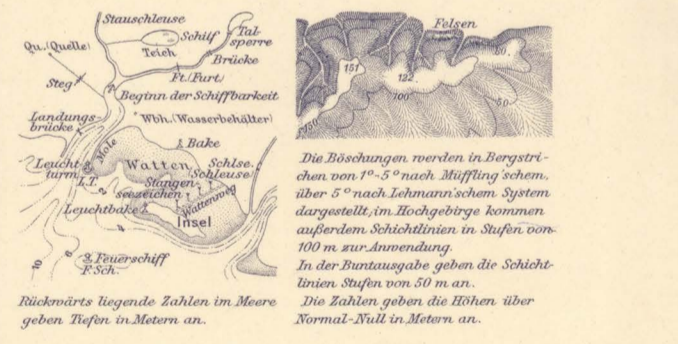 Stauschleuse
Schilf
Teich
Tal-
sperre
Qu. (Quelle)
Brücke
Ft. (Furt)
Steg
Beginn der Schiffbarkeit
Landungs-
brücke
Wbh. (Wasserbehälter)
Mole
Bake
Watten
Leucht-
turm
L.T.
Schlse.
Schleuse
Stangen-
seezeichen
Wattenweg
Leuchtbake
Insel
2
4
6
10
Feuerschiff
F. Sch.
Rückwärts liegende Zahlen im Meere
geben Tiefen in Metern an.
Felsen
151
122
100
150
50
Die Böschungen werden in Bergstri-
chen von 1°-5° nach Müffling'schem,
über 5° nach Lehmann'schem System
dargestellt, im Hochgebirge kommen
außerdem Schichtlinien in Stufen von
100 m zur Anwendung.
In der Buntausgabe geben die Schicht-
linien Stufen von 50 m an.
Die Zahlen geben die Höhen über
Normal-Null in Metern an.